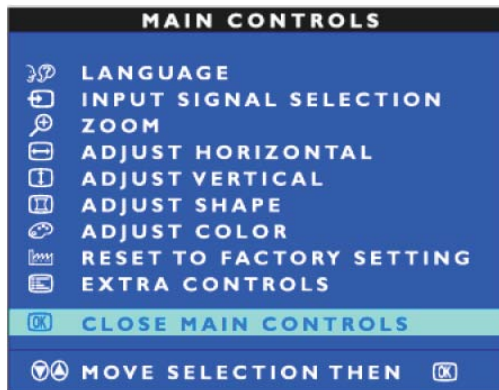 MAIN CONTROLS
LANGUAGE
INPUT SIGNAL SELECTION
ZOOM
ADJUST HORIZONTAL
ADJUST VERTICAL
ADJUST SHAPE
ADJUST COLOR
RESET TO FACTORY SETTING
EXTRA CONTROLS
OK CLOSE MAIN CONTROLS
MOVE SELECTION THEN OK